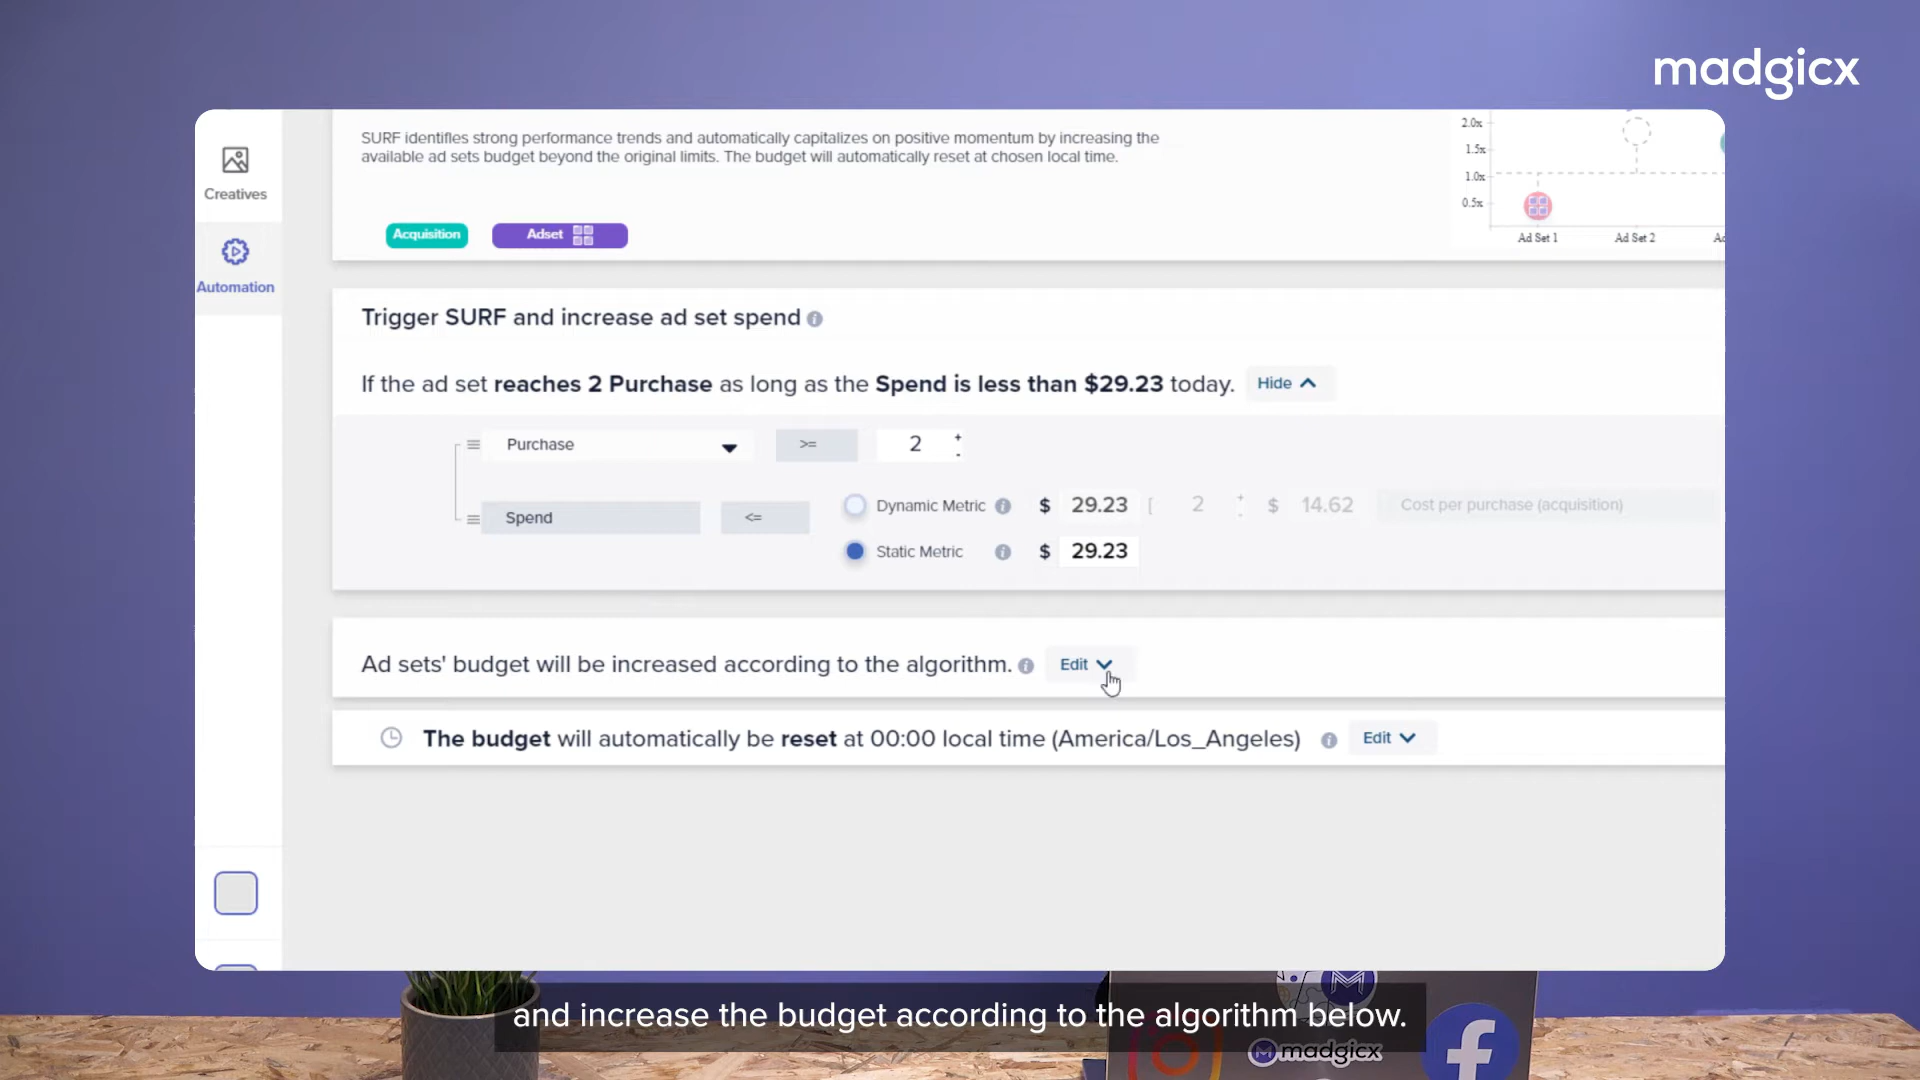 madgicx
SURF identifies strong performance trends and automatically capitalizes on positive momentum by increasing the
available ad sets budget beyond the original limits. The budget will automatically reset at chosen local time.
2.0x
1.5x
1.0x
0.5x
Ad Set 1
Ad Set 2
Creatives
Acquisition
Adset
Automation
Trigger SURF and increase ad set spend
If the ad set reaches 2 Purchase as long as the Spend is less than $29.23 today.
Hide
Purchase
>=
2
+
-
Spend
<=
Dynamic Metric
$ 29.23 [ 2 + - $ 14.62
Cost per purchase (acquisition)
Static Metric
$ 29.23
Ad sets' budget will be increased according to the algorithm.
Edit
The budget will automatically be reset at 00:00 local time (America/Los_Angeles)
Edit
and increase the budget according to the algorithm below.
madgicx